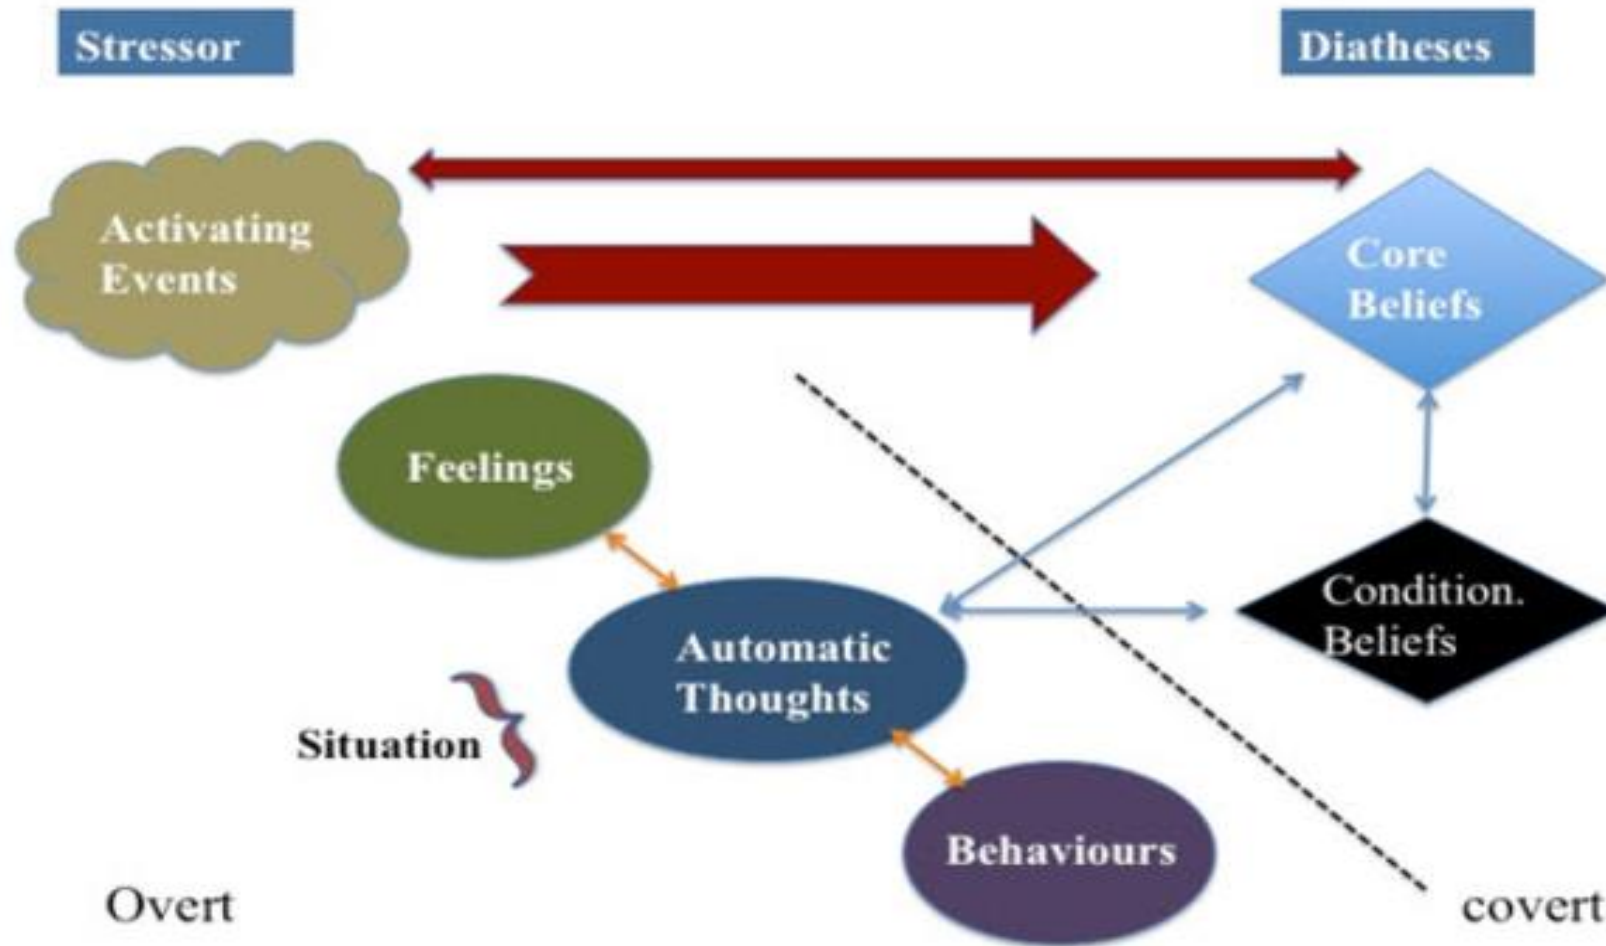 Stressor
Diatheses
Activating
Events
Core
Beliefs
Feelings
Condition.
Beliefs
Automatic
Thoughts
Situation
Behaviours
Overt
covert